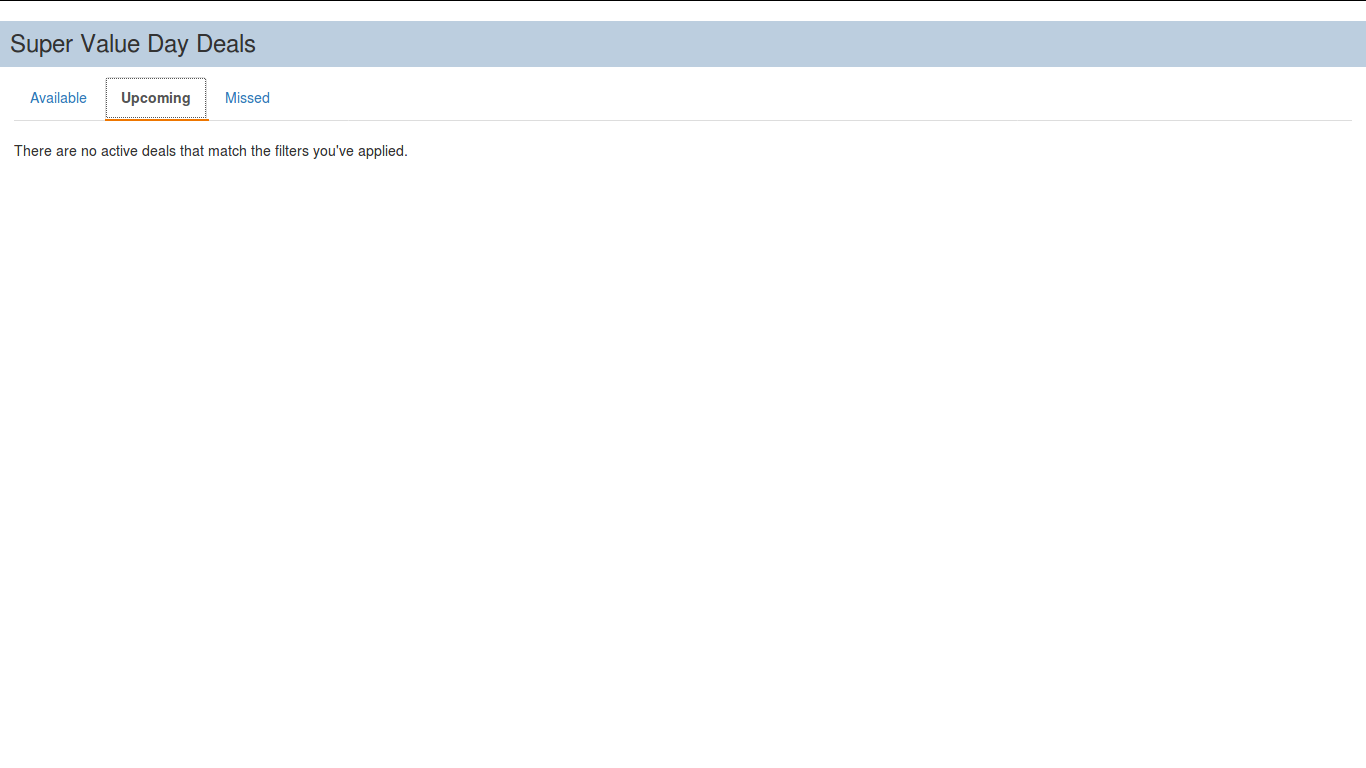 Super Value Day Deals
Available Upcoming Missed
There are no active deals that match the filters you've applied.